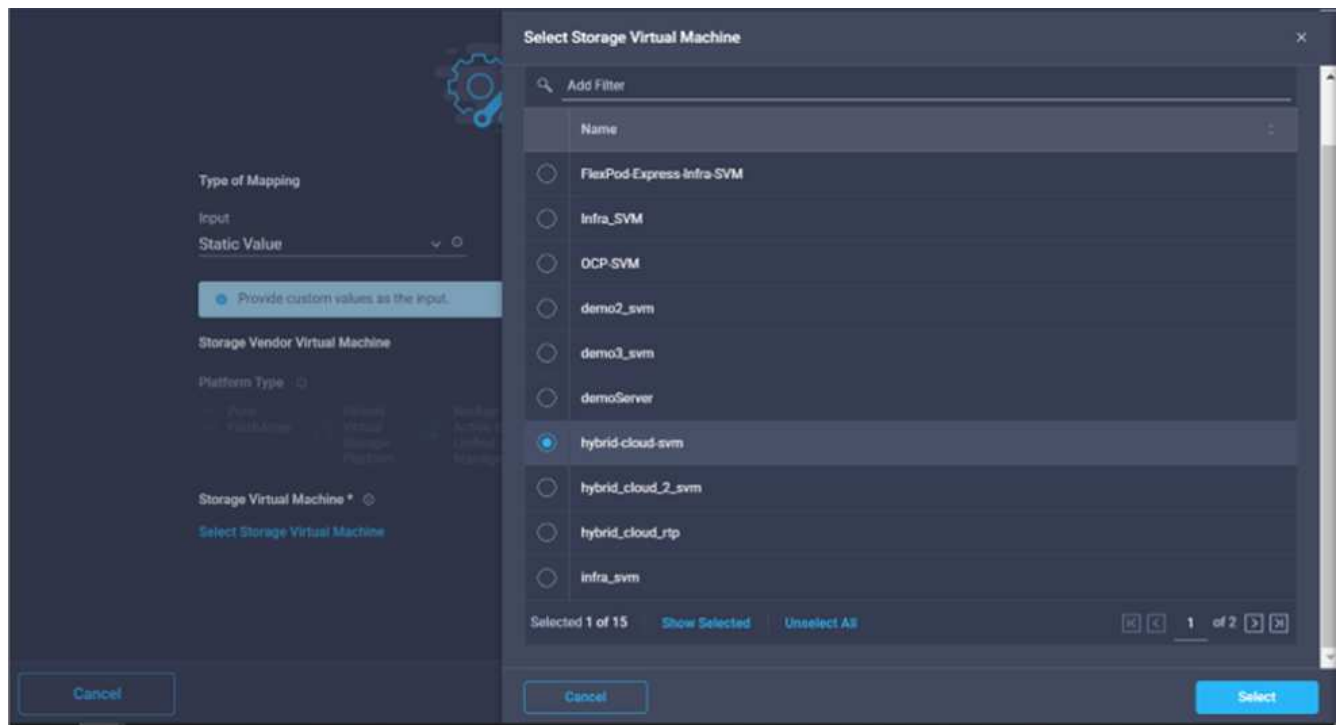 Select Storage Virtual Machine
Add Filter
Name
FlexPod-Express-Infra-SVM
Infra_SVM
OCP-SVM
demo2_svm
demo3_svm
demoServer
hybrid-cloud-svm
hybrid_cloud_2_svm
hybrid_cloud_rtp
infra_svm
Selected 1 of 15 Show Selected Unselect All 1 of 2
Cancel Select
Type of Mapping
Input
Static Value
Provide custom values as the input.
Storage Vendor Virtual Machine
Platform Type
Storage Virtual Machine *
Select Storage Virtual Machine
Cancel